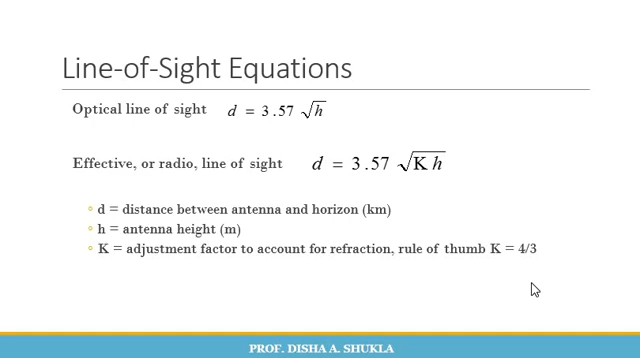 Line-of-Sight Equations
Optical line of sight d = 3.57 √h
Effective, or radio, line of sight d = 3.57 √K h
d = distance between antenna and horizon (km)
h = antenna height (m)
K = adjustment factor to account for refraction, rule of thumb K = 4/3
PROF. DISHA A. SHUKLA